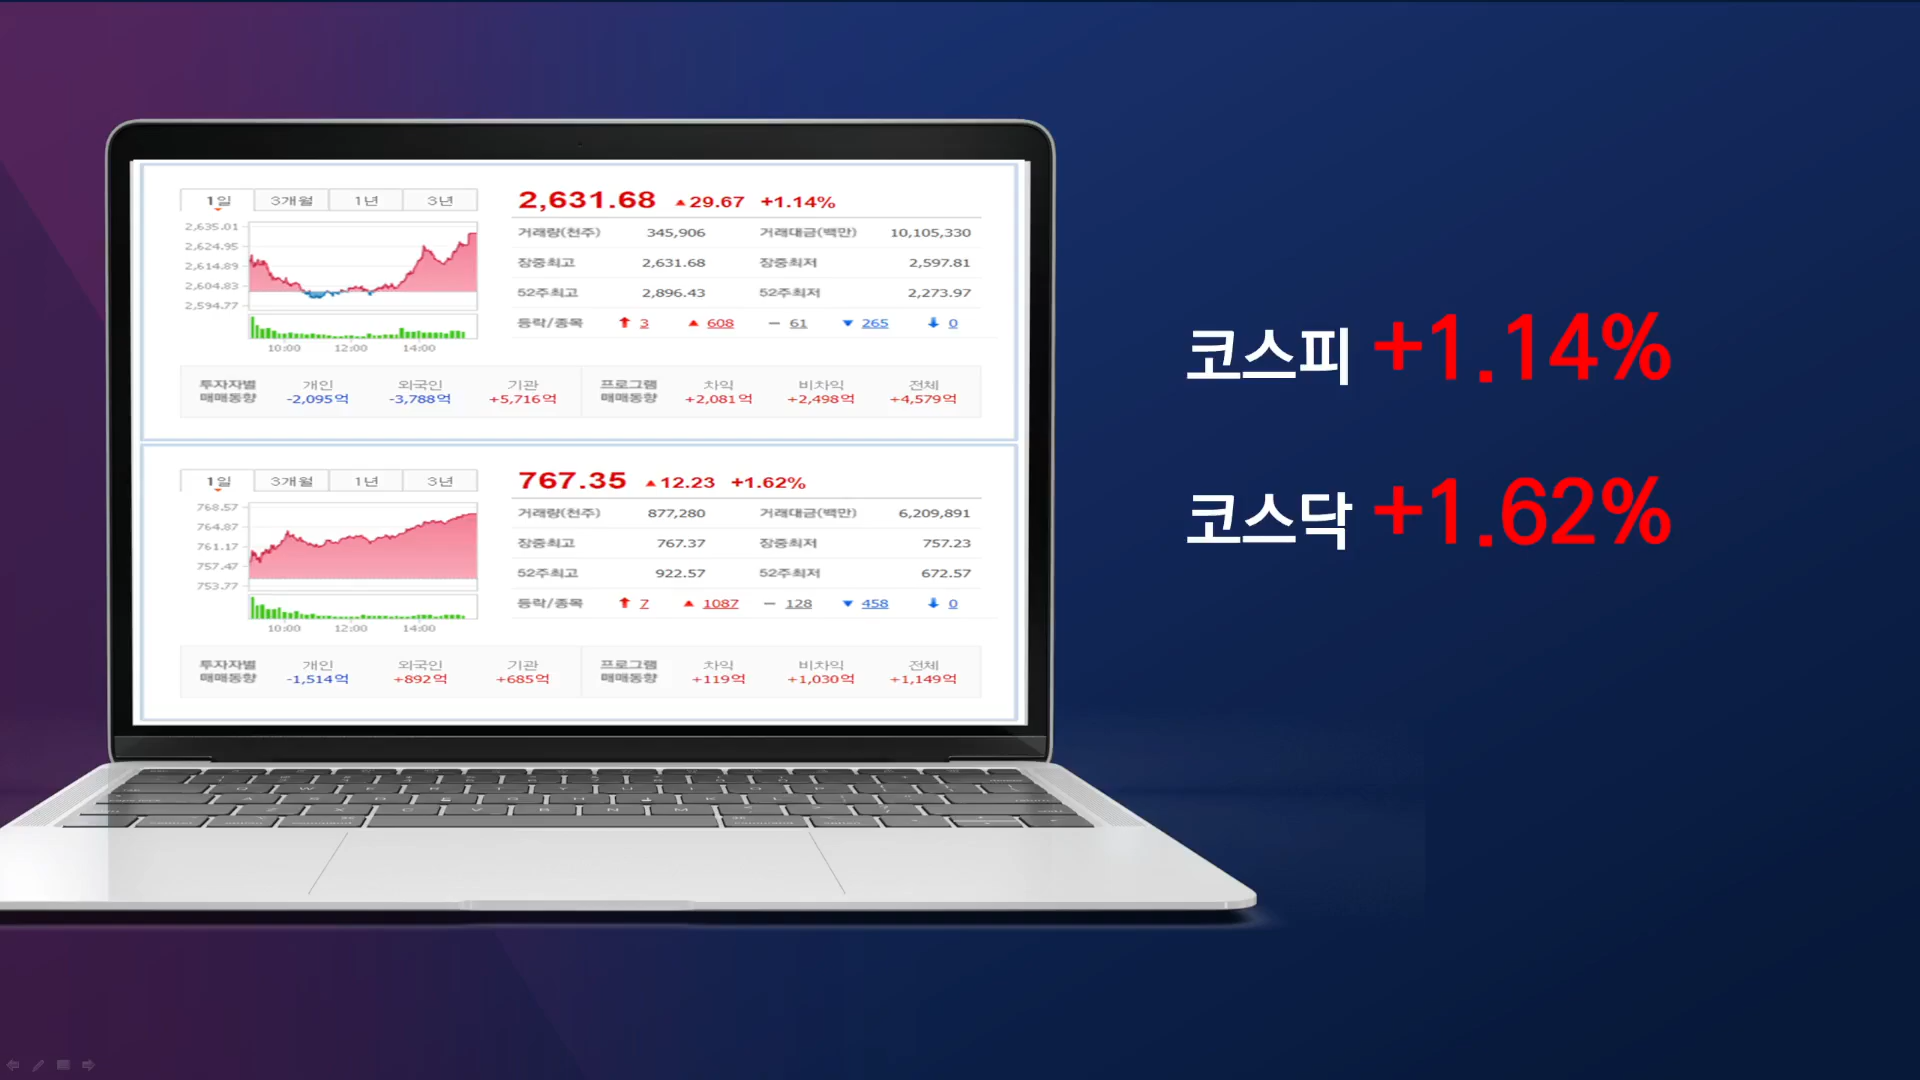 1일 3개월 1년 3년
2,635.01
2,624.95
2,614.89
2,604.83
2,594.77
10:00 12:00 14:00
2,631.68 ▲29.67 +1.14%
거래량(천주) 345,906 거래대금(백만) 10,105,330
장중최고 2,631.68 장중최저 2,597.81
52주최고 2,896.43 52주최저 2,273.97
등락/종목 ↑ 3 ▲ 608 – 61 ▼ 265 ↓ 0
투자자별 매매동향 개인 외국인 기관 프로그램 매매동향 차익 비차익 전체
-2,095억 -3,788억 +5,716억 +2,081억 +2,498억 +4,579억
1일 3개월 1년 3년
768.57
764.87
761.17
757.47
753.77
10:00 12:00 14:00
767.35 ▲12.23 +1.62%
거래량(천주) 877,280 거래대금(백만) 6,209,891
장중최고 767.37 장중최저 757.23
52주최고 922.57 52주최저 672.57
등락/종목 ↑ 7 ▲ 1087 – 128 ▼ 458 ↓ 0
투자자별 매매동향 개인 외국인 기관 프로그램 매매동향 차익 비차익 전체
-1,514억 +892억 +685억 +119억 +1,030억 +1,149억
코스피 +1.14%
코스닥 +1.62%